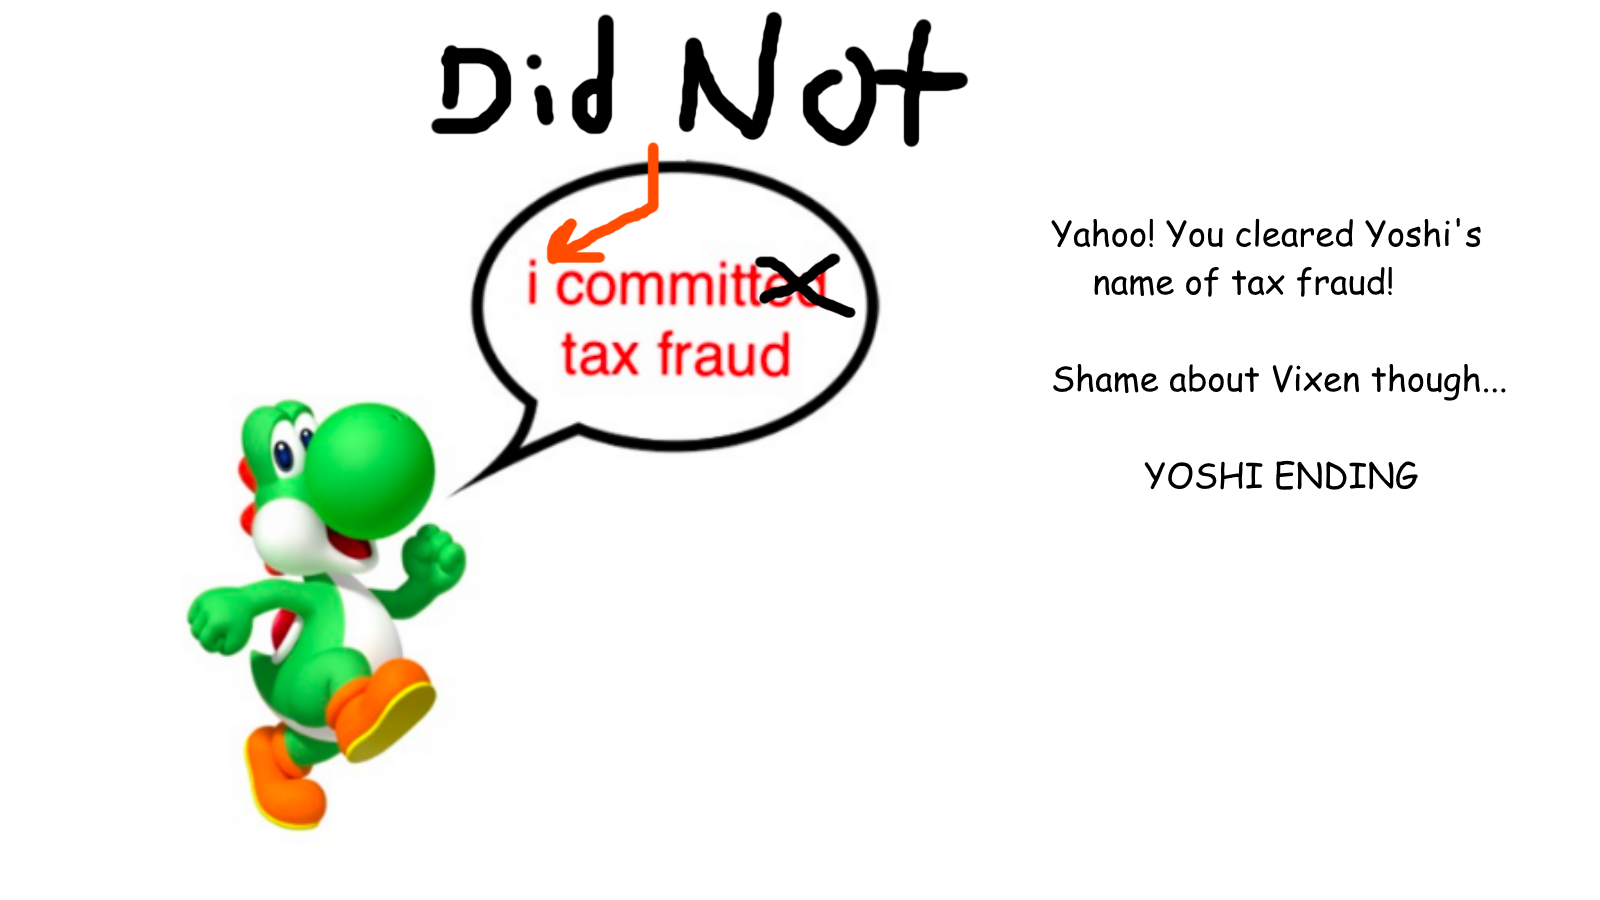 Did Not
i committed
tax fraud
Yahoo! You cleared Yoshi's
name of tax fraud!
Shame about Vixen though...
YOSHI ENDING